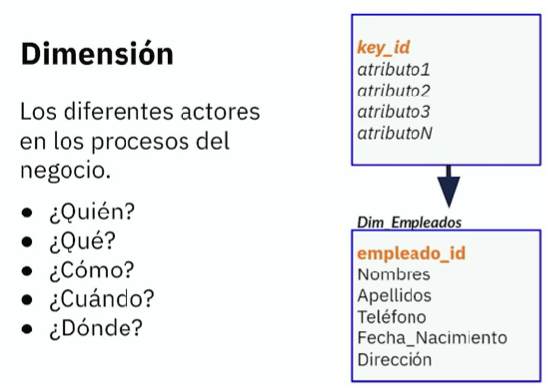 Dimensión
Los diferentes actores
en los procesos del
negocio.
● ¿Quién?
● ¿Qué?
● ¿Cómo?
● ¿Cuándo?
● ¿Dónde?
key_id
atributo1
atributo2
atributo3
atributoN
Dim_Empleados
empleado_id
Nombres
Apellidos
Teléfono
Fecha_Nacimiento
Dirección